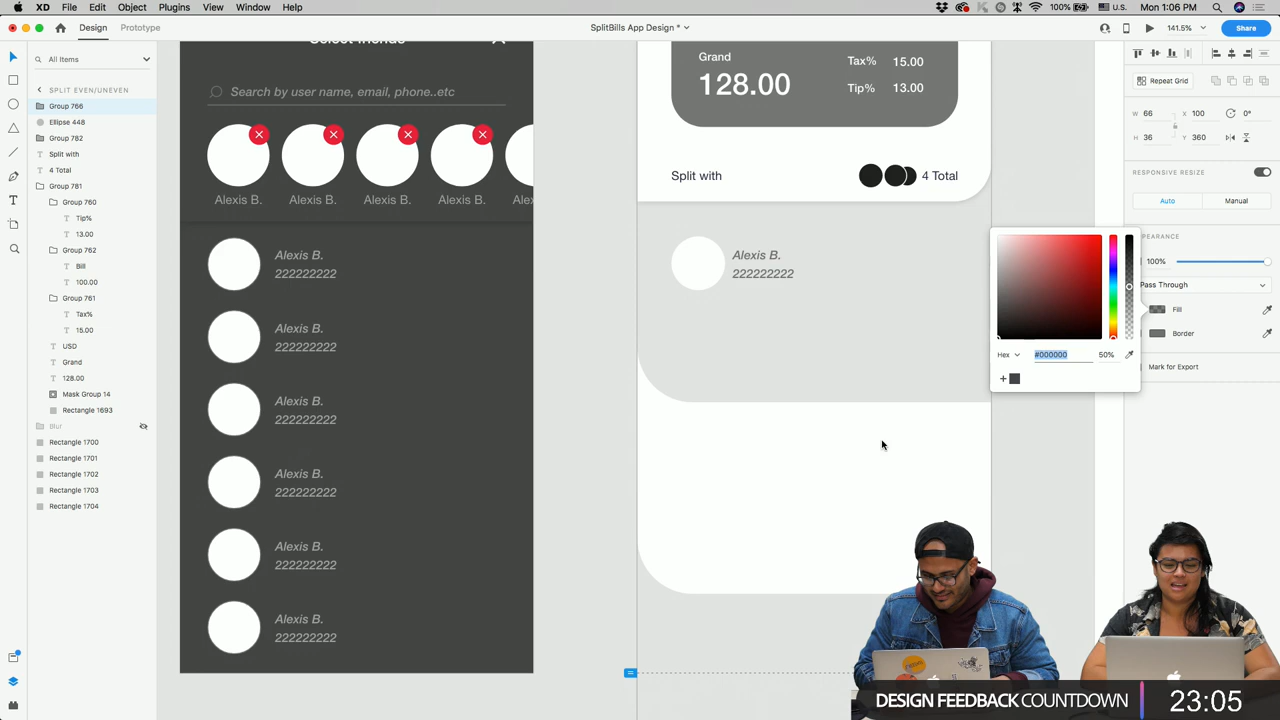 XD File Edit Object Plugins View Window Help
100% U.S. Mon 1:06 PM
Design Prototype
SplitBills App Design *
141.5%
Share
All Items
SPLIT EVEN/UNEVEN
Group 766
Ellipse 448
Group 782
Split with
4 Total
Group 781
Group 760
Tip%
13.00
Group 762
Bill
100.00
Group 761
Tax%
15.00
USD
Grand
128.00
Mask Group 14
Rectangle 1693
Blur
Rectangle 1700
Rectangle 1701
Rectangle 1702
Rectangle 1703
Rectangle 1704
Select friends
Search by user name, email, phone..etc
Alexis B. Alexis B. Alexis B. Alexis B. Alexis
Alexis B.
222222222
Alexis B.
222222222
Alexis B.
222222222
Alexis B.
222222222
Alexis B.
222222222
Alexis B.
222222222
Grand
128.00
Tax% 15.00
Tip% 13.00
Split with
4 Total
Alexis B.
222222222
Hex #000000 50%
Repeat Grid
W 66 X 100 0°
H 36 Y 360
RESPONSIVE RESIZE
Auto Manual
APPEARANCE
100%
Pass Through
Fill
Border
Mark for Export
DESIGN FEEDBACK COUNTDOWN
23:05